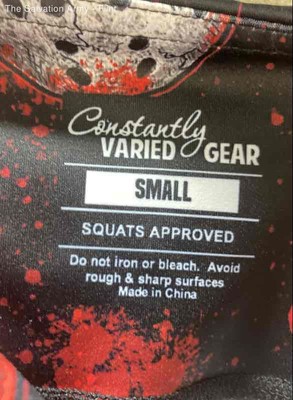 The Salvation Army
Constantly
VARIED GEAR
SMALL
SQUATS APPROVED
Do not iron or bleach. Avoid
rough & sharp surfaces
Made in China